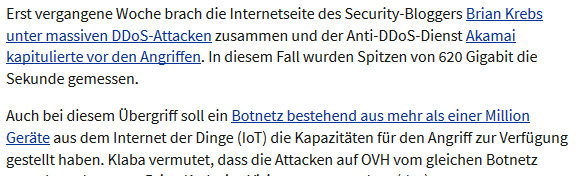 Erst vergangene Woche brach die Internetseite des Security-Bloggers Brian Krebs
unter massiven DDoS-Attacken zusammen und der Anti-DDoS-Dienst Akamai
kapitulierte vor den Angriffen. In diesem Fall wurden Spitzen von 620 Gigabit die
Sekunde gemessen.
Auch bei diesem Übergriff soll ein Botnetz bestehend aus mehr als einer Million
Geräte aus dem Internet der Dinge (IoT) die Kapazitäten für den Angriff zur Verfügung
gestellt haben. Klaba vermutet, dass die Attacken auf OVH vom gleichen Botnetz